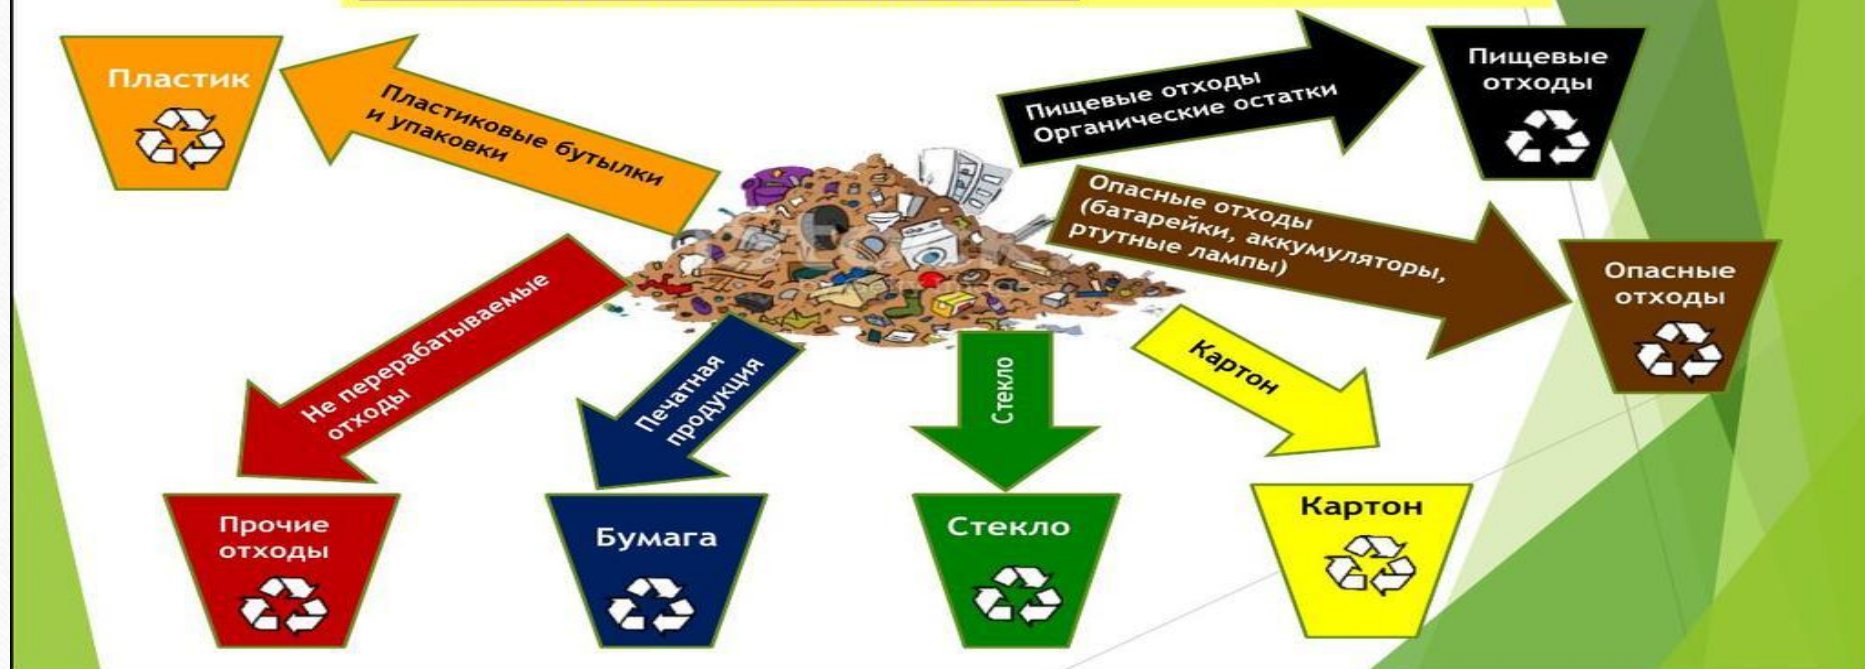 Пластик
Пластиковые бутылки
и упаковки
Пищевые отходы
Органические остатки
Пищевые
отходы
Опасные отходы
(батарейки, аккумуляторы,
ртутные лампы)
Опасные
отходы
Не перерабатываемые
отходы
Печатная
продукция
Стекло
Картон
Прочие
отходы
Бумага
Стекло
Картон